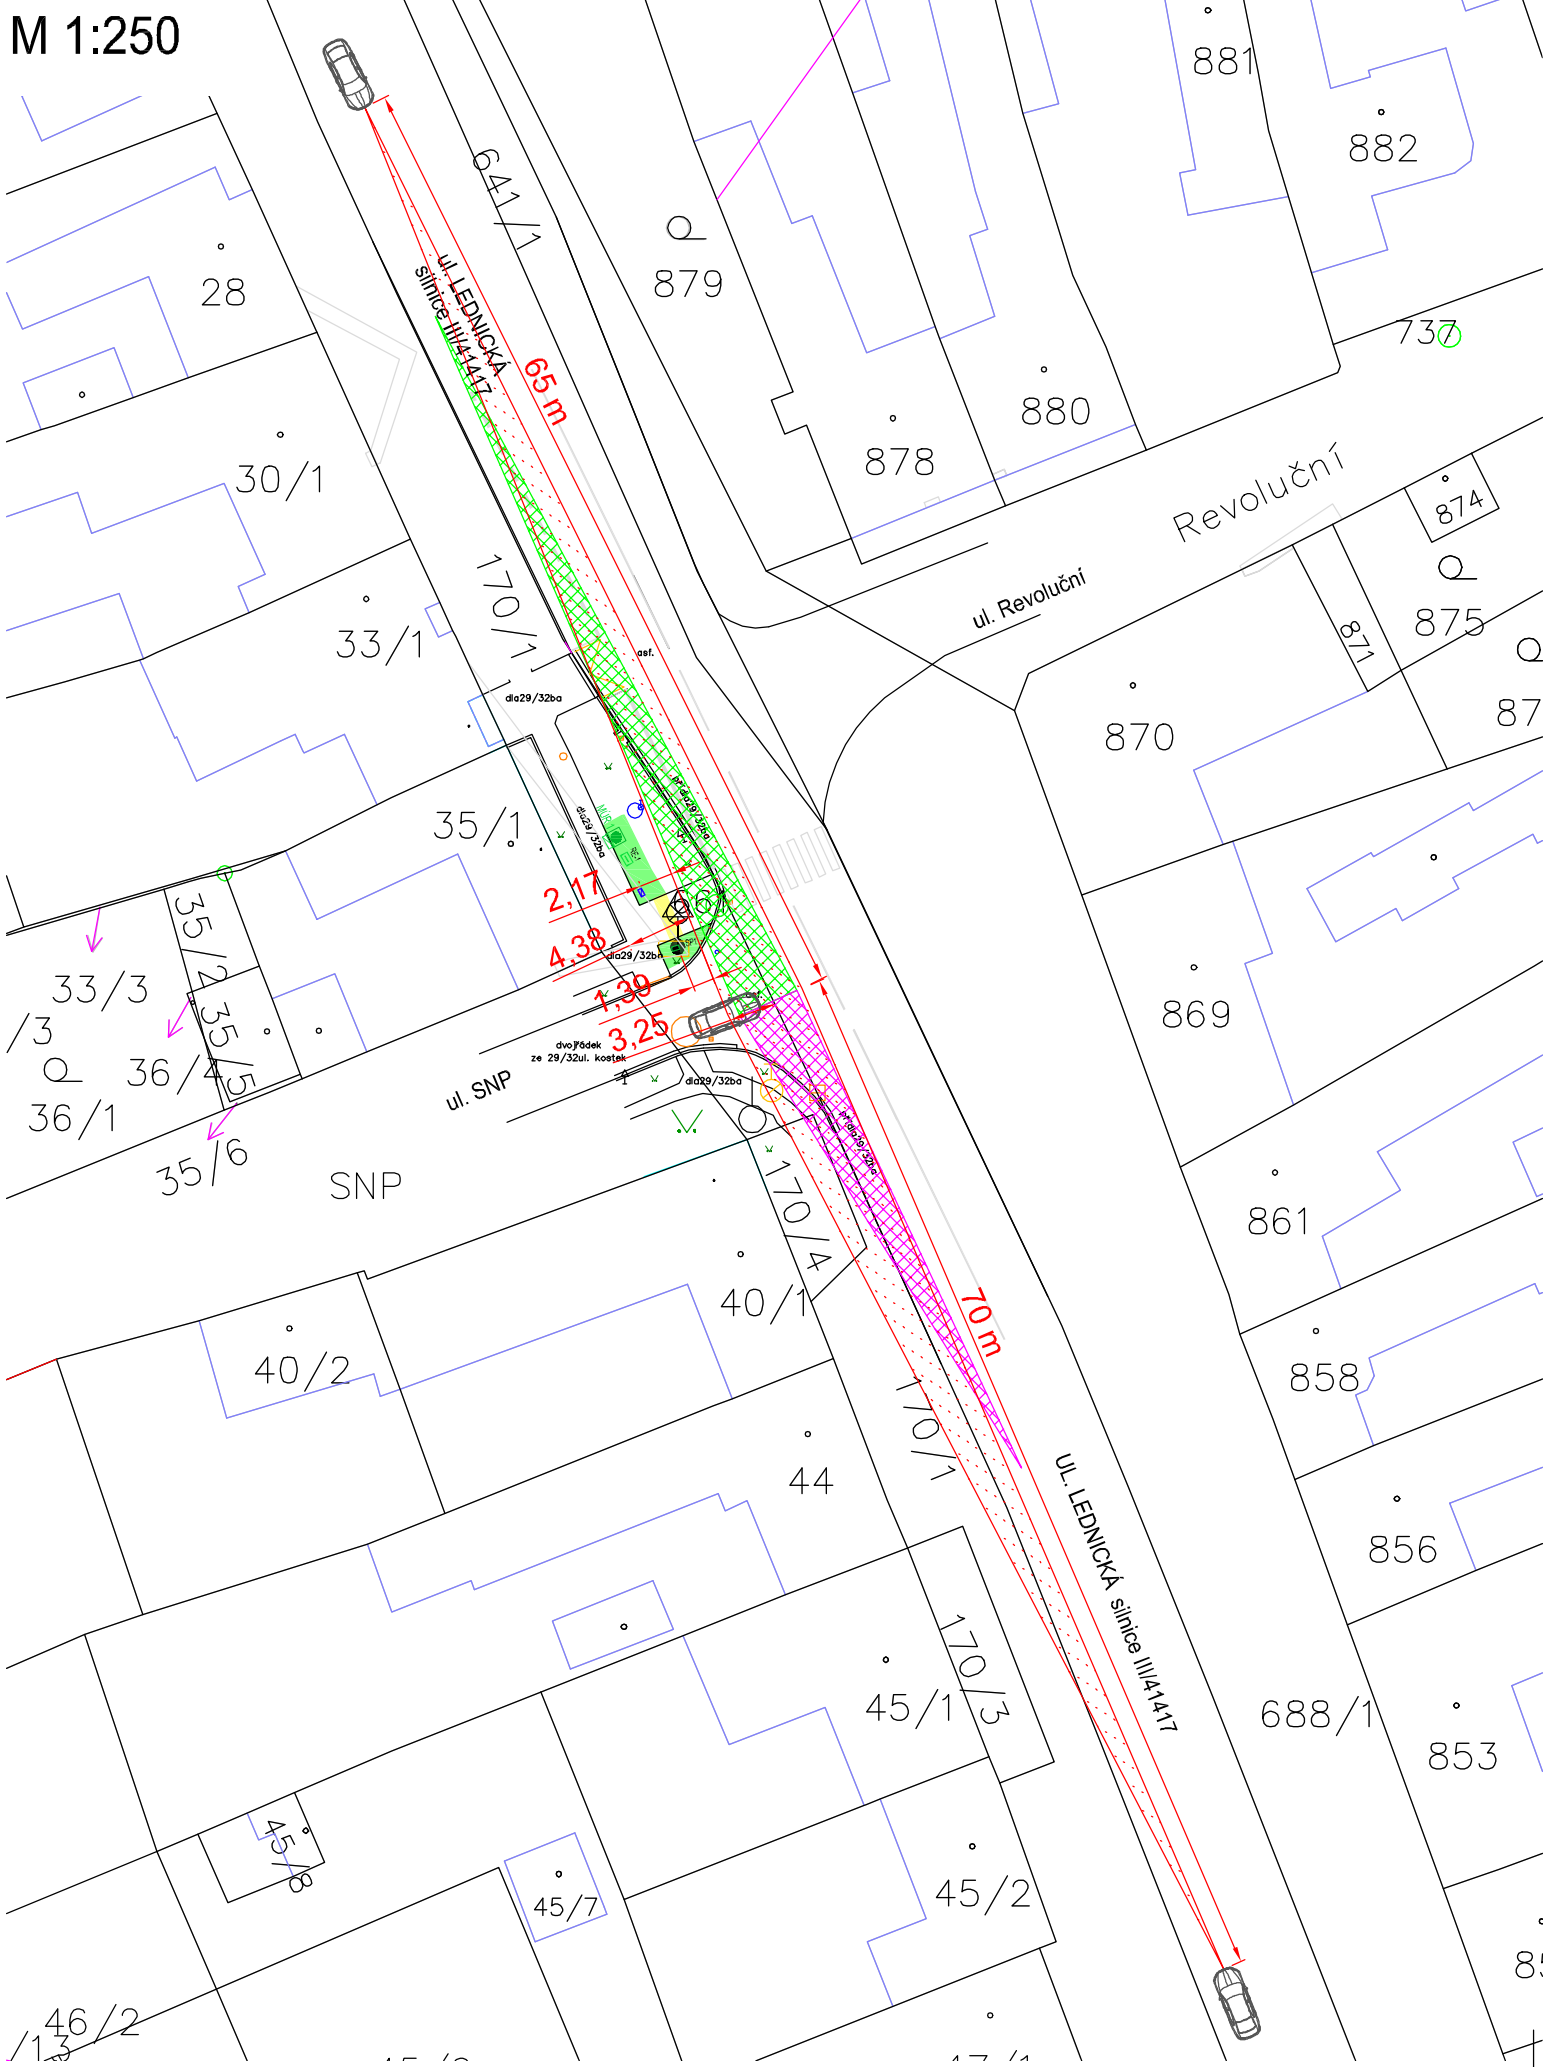 M 1:250
881
882
641/1
879
28
ul. LEDNICKÁ
silnice III/41417
737
65 m
880
878
30/1
Revoluční
874
170/1
ul. Revoluční
875
871
33/1
asf.
dla29/32ba
87
870
35/1
dla29/32ba
2,17
35/2
4,38
dla29/32ba
33/3
1,39
869
/3
3,25
dvojřádek
ze 29/32ul. kostek
36/4
35/5
dla29/32ba
ul. SNP
36/1
35/6
SNP
170/4
861
40/1
70 m
40/2
858
170/1
44
UL. LEDNICKÁ silnice III/41417
856
170/3
45/1
688/1
853
45/8
45/7
45/2
85
46/2
/13